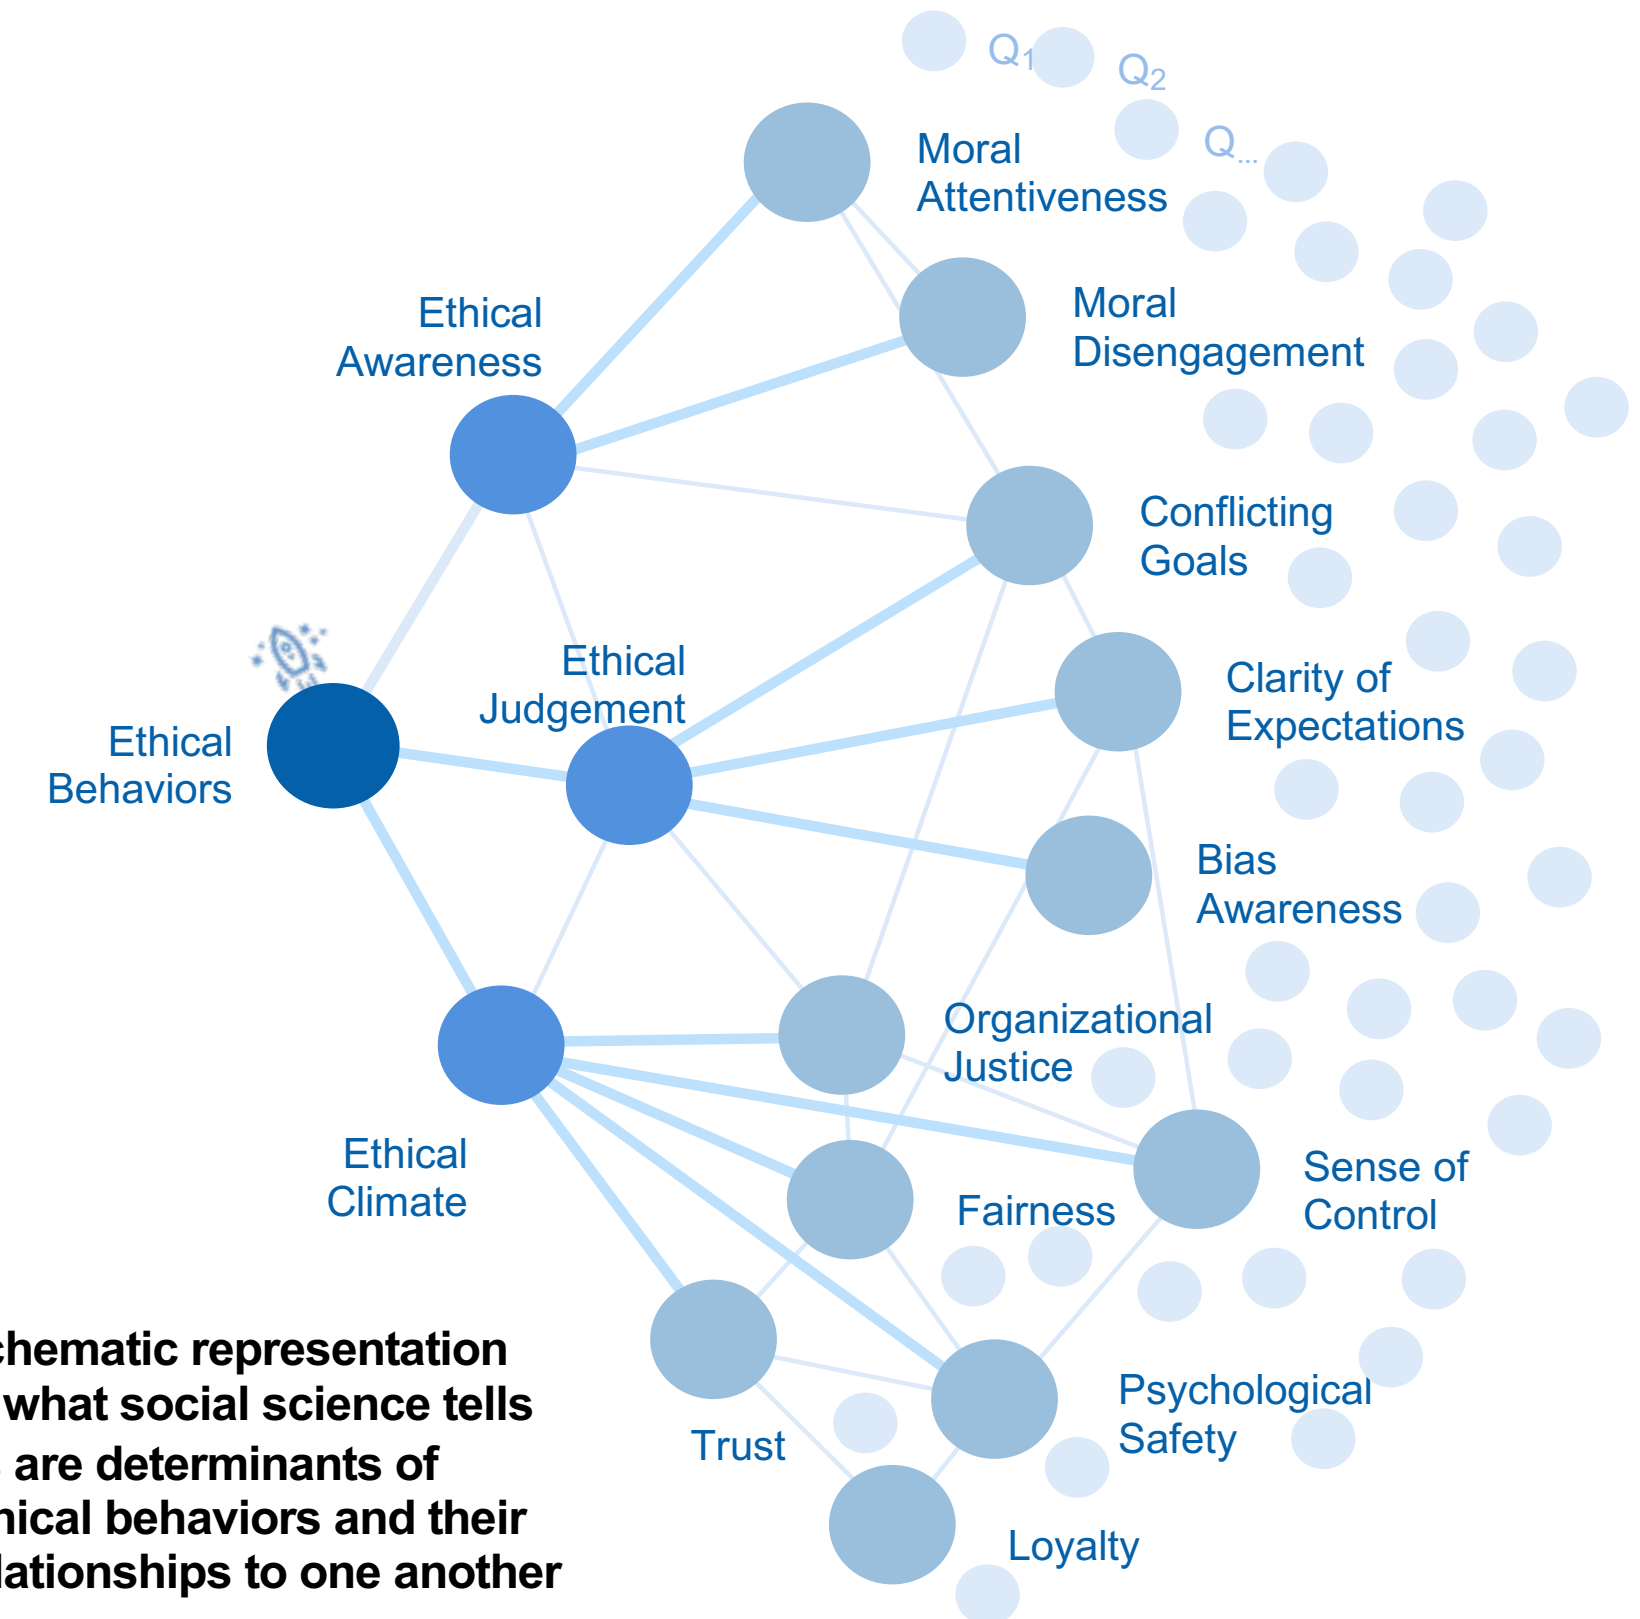 Q1
Q2
Q...
Moral
Attentiveness
Moral
Disengagement
Ethical
Awareness
Conflicting
Goals
Ethical
Judgement
Clarity of
Expectations
Ethical
Behaviors
Bias
Awareness
Organizational
Justice
Ethical
Climate
Sense of
Control
Fairness
Psychological
Safety
Trust
Loyalty
chematic representation
what social science tells
are determinants of
hical behaviors and their
lationships to one another